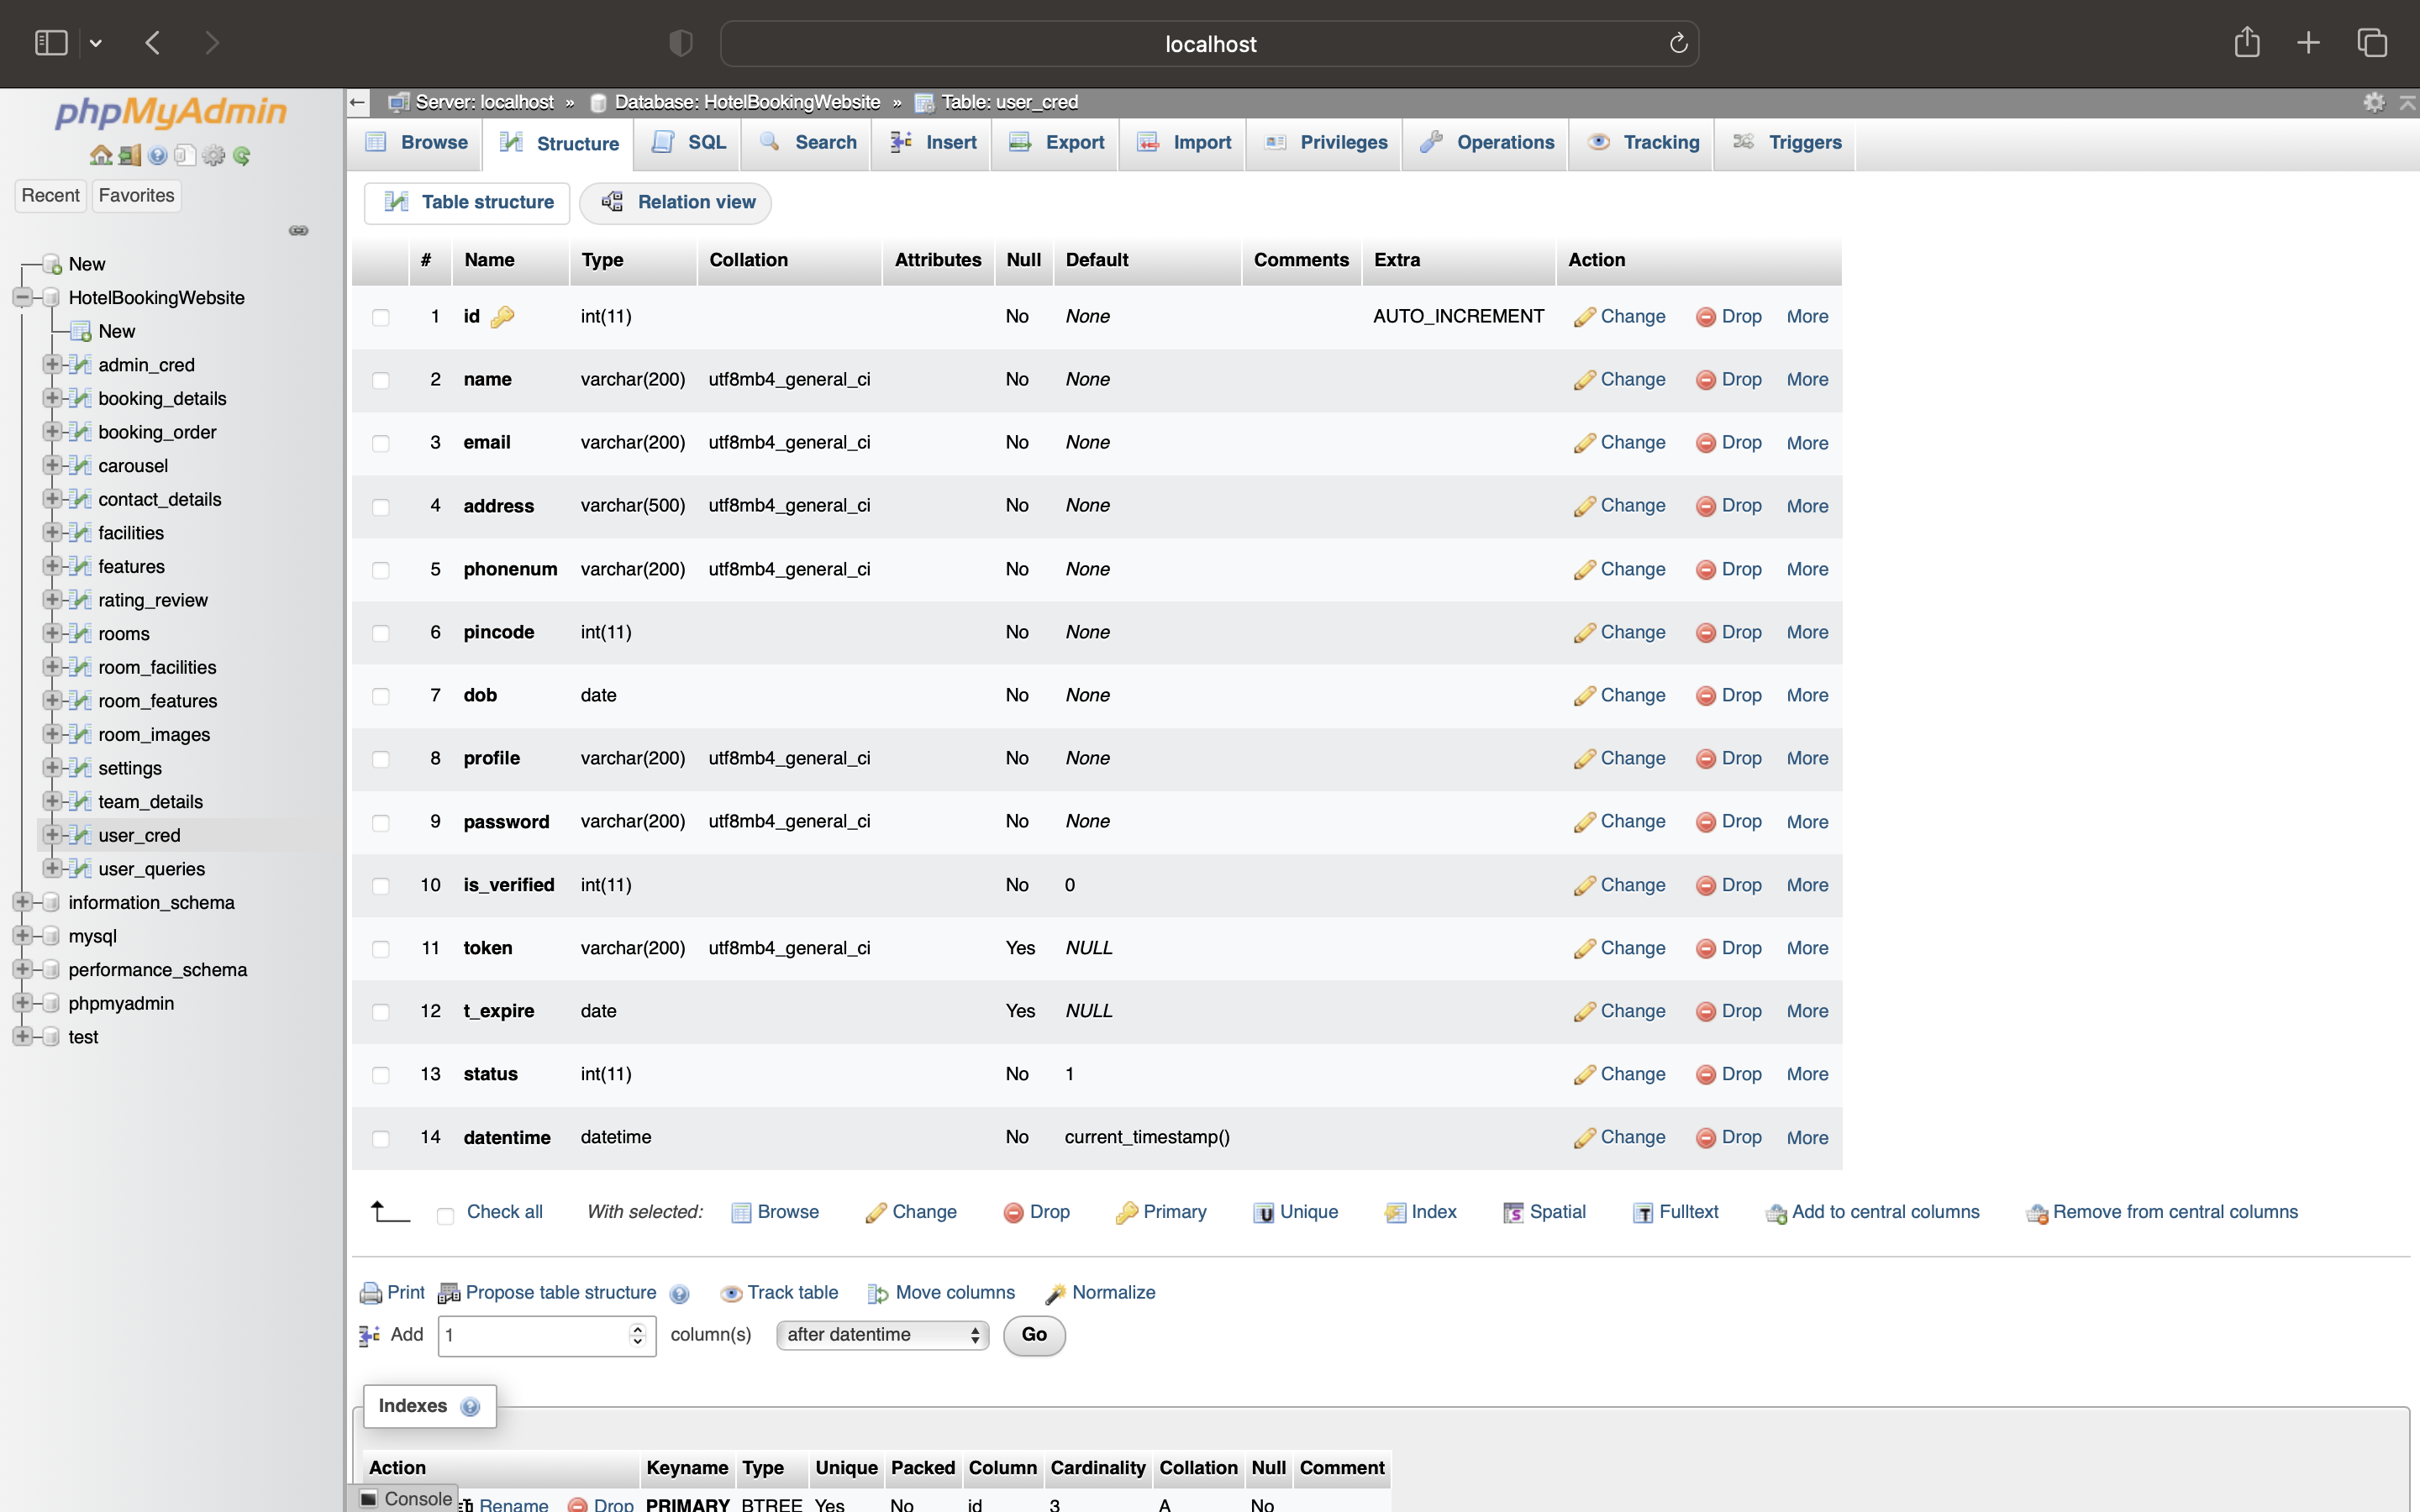 localhost
phpMyAdmin
Recent Favorites
New
HotelBookingWebsite
New
admin_cred
booking_details
booking_order
carousel
contact_details
facilities
features
rating_review
rooms
room_facilities
room_features
room_images
settings
team_details
user_cred
user_queries
information_schema
mysql
performance_schema
phpmyadmin
test
Server: localhost » Database: HotelBookingWebsite » Table: user_cred
Browse Structure SQL Search Insert Export Import Privileges Operations Tracking Triggers
Table structure Relation view
# Name Type Collation Attributes Null Default Comments Extra Action
1 id int(11) No None AUTO_INCREMENT Change Drop More
2 name varchar(200) utf8mb4_general_ci No None Change Drop More
3 email varchar(200) utf8mb4_general_ci No None Change Drop More
4 address varchar(500) utf8mb4_general_ci No None Change Drop More
5 phonenum varchar(200) utf8mb4_general_ci No None Change Drop More
6 pincode int(11) No None Change Drop More
7 dob date No None Change Drop More
8 profile varchar(200) utf8mb4_general_ci No None Change Drop More
9 password varchar(200) utf8mb4_general_ci No None Change Drop More
10 is_verified int(11) No 0 Change Drop More
11 token varchar(200) utf8mb4_general_ci Yes NULL Change Drop More
12 t_expire date Yes NULL Change Drop More
13 status int(11) No 1 Change Drop More
14 datentime datetime No current_timestamp() Change Drop More
Check all With selected: Browse Change Drop Primary Unique Index Spatial Fulltext Add to central columns Remove from central columns
Print Propose table structure Track table Move columns Normalize
Add 1 column(s) after datentime Go
Indexes
Action Keyname Type Unique Packed Column Cardinality Collation Null Comment
Console Rename Drop PRIMARY BTREE Yes No id 3 A No